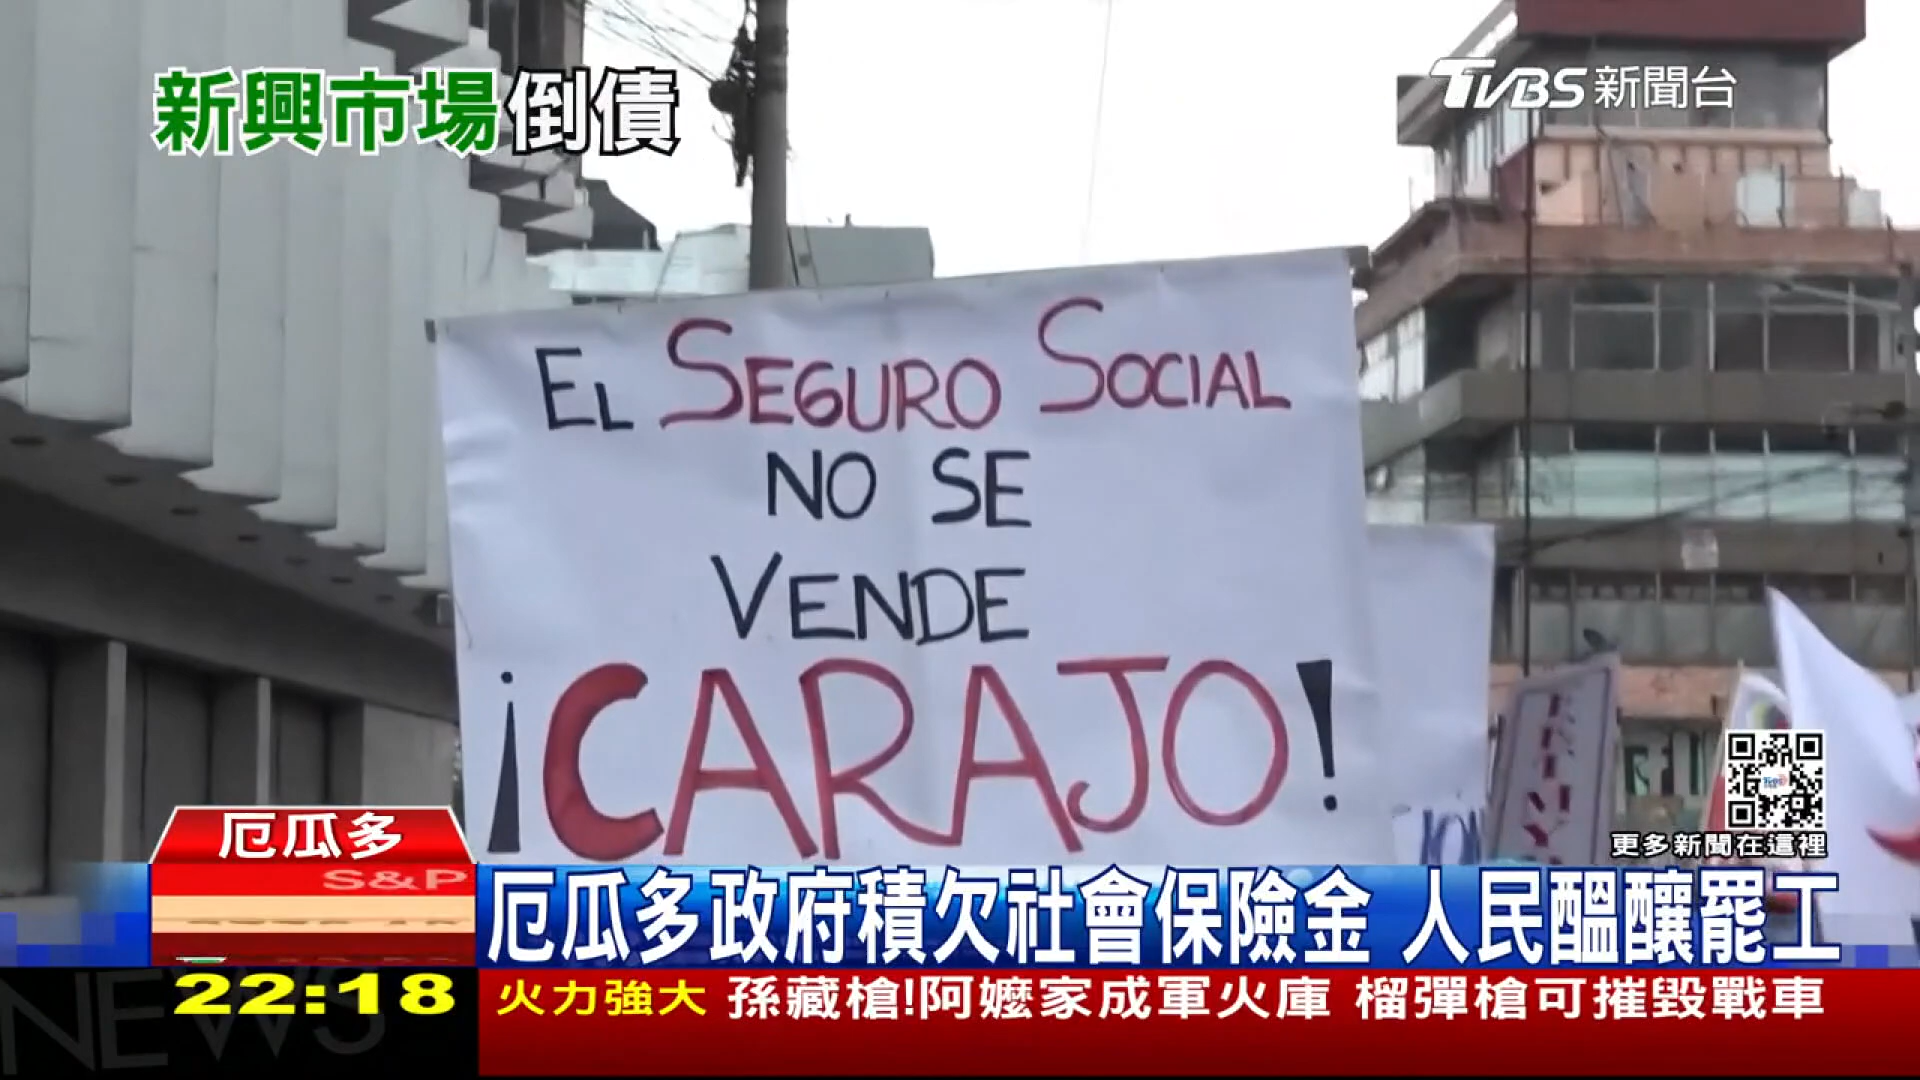 新興市場倒債
TVBS新聞台
EL SEGURO SOCIAL
NO SE
VENDE
¡CARAJO!
更多新聞在這裡
厄瓜多
S&P
厄瓜多政府積欠社會保險金 人民醞釀罷工
NEWS
22:18
火力強大 孫藏槍!阿嬤家成軍火庫 榴彈槍可摧毀戰車